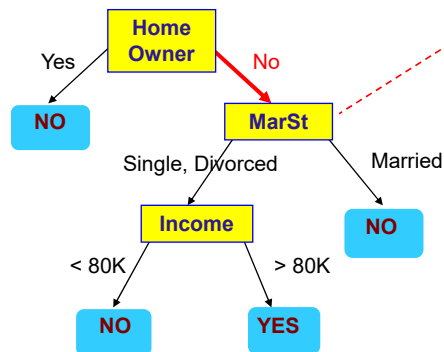 Home
Owner
Yes
No
NO
MarSt
Single, Divorced
Married
Income
NO
< 80K
> 80K
NO
YES